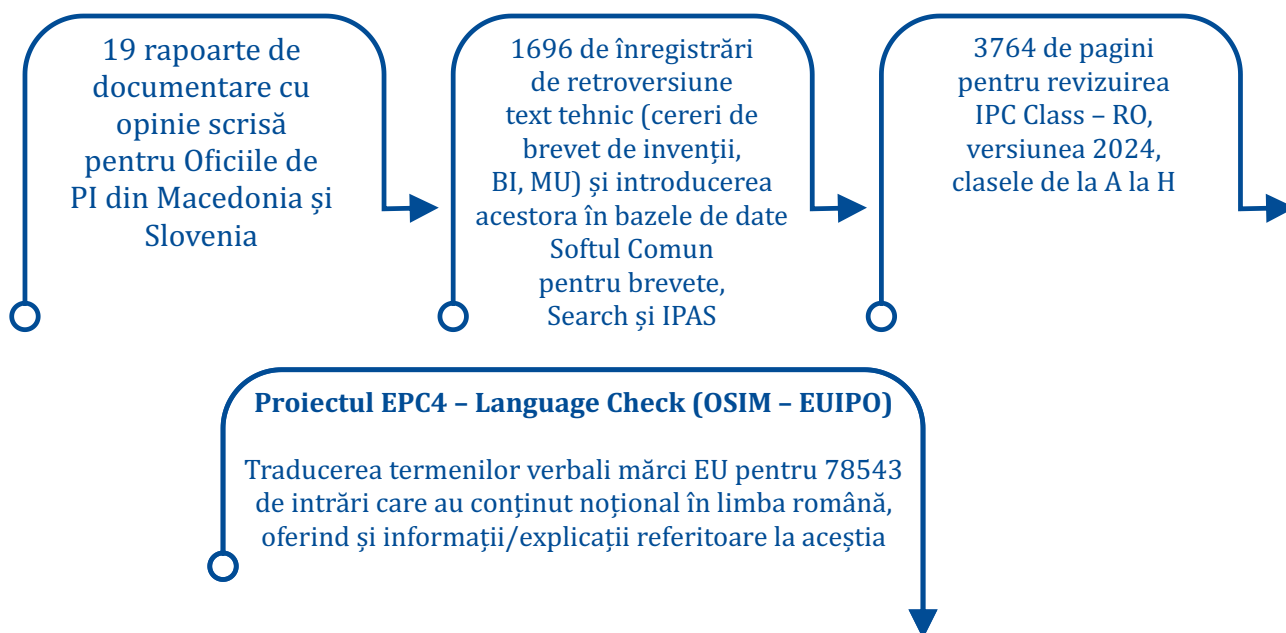 19 rapoarte de
documentare cu
opinie scrisă
pentru Oficiile de
PI din Macedonia și
Slovenia
1696 de înregistrări
de retroversiune
text tehnic (cereri de
brevet de invenții,
BI, MU) și introducerea
acestora în bazele de date
Softul Comun
pentru brevete,
Search și IPAS
3764 de pagini
pentru revizuirea
IPC Class – RO,
versiunea 2024,
clasele de la A la H
Proiectul EPC4 – Language Check (OSIM – EUIPO)
Traducerea termenilor verbali mărci EU pentru 78543
de intrări care au conținut noțional în limba română,
oferind și informații/explicații referitoare la aceștia